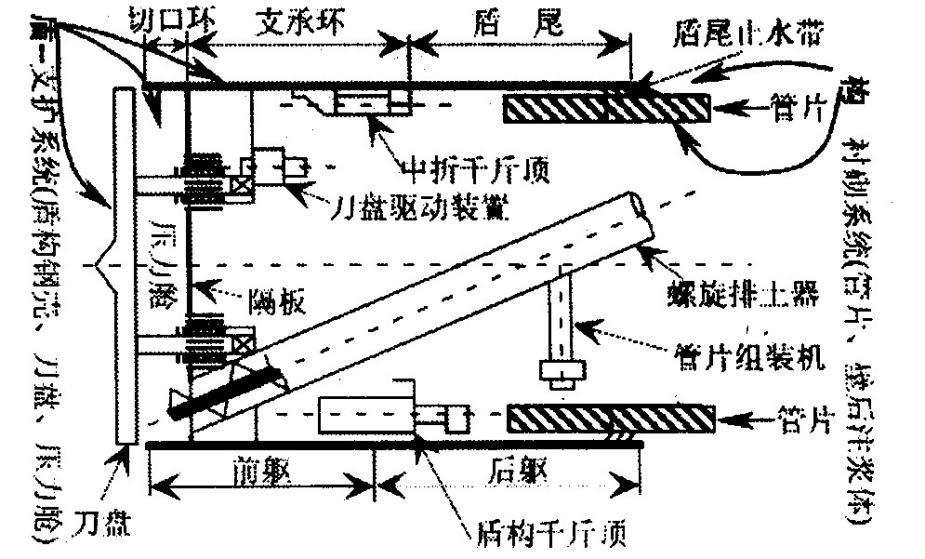 切口环
支承环
盾尾
盾尾止水带
管片
中折千斤顶
刀盘驱动装置
压力舱
隔板
螺旋排土器
管片组装机
管片
前躯
后躯
刀盘
盾构千斤顶
盾—支护系统(盾构钢壳、刀盘、压力舱)
构 衬砌系统(管片、壁后注浆体)